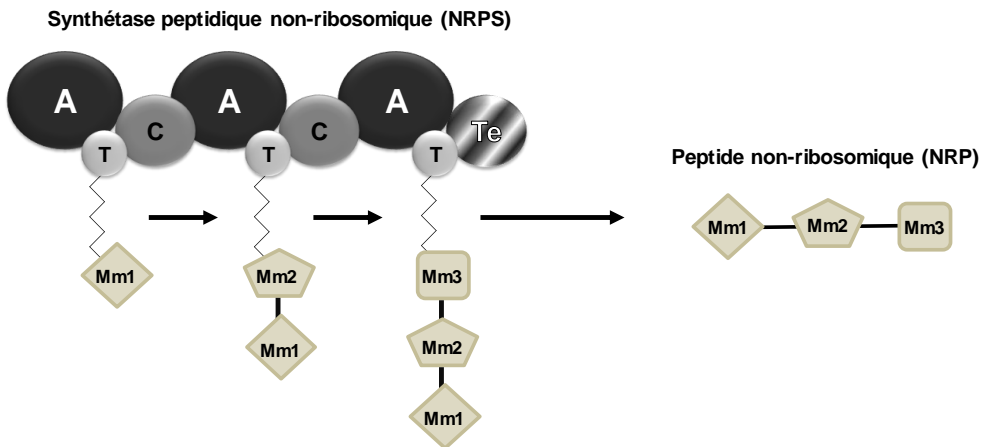 Synthétase peptidique non-ribosomique (NRPS)
A A A
C C Te
T T T
Peptide non-ribosomique (NRP)
Mm1 Mm2 Mm3
Mm1 Mm2 Mm3
Mm1 Mm2
Mm1